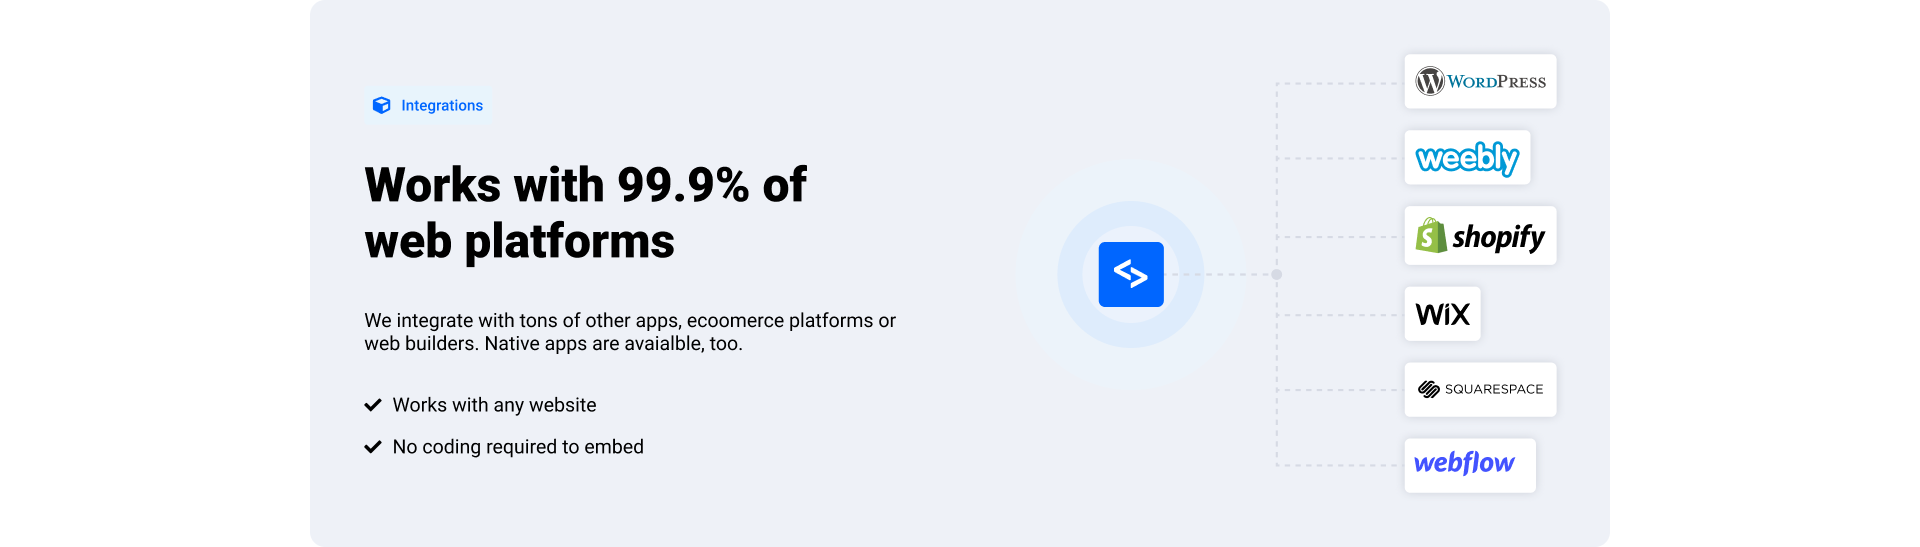 Integrations
Works with 99.9% of
web platforms
We integrate with tons of other apps, ecoomerce platforms or
web builders. Native apps are avaialble, too.
Works with any website
No coding required to embed
WORDPRESS
weebly
shopify
WiX
SQUARESPACE
webflow